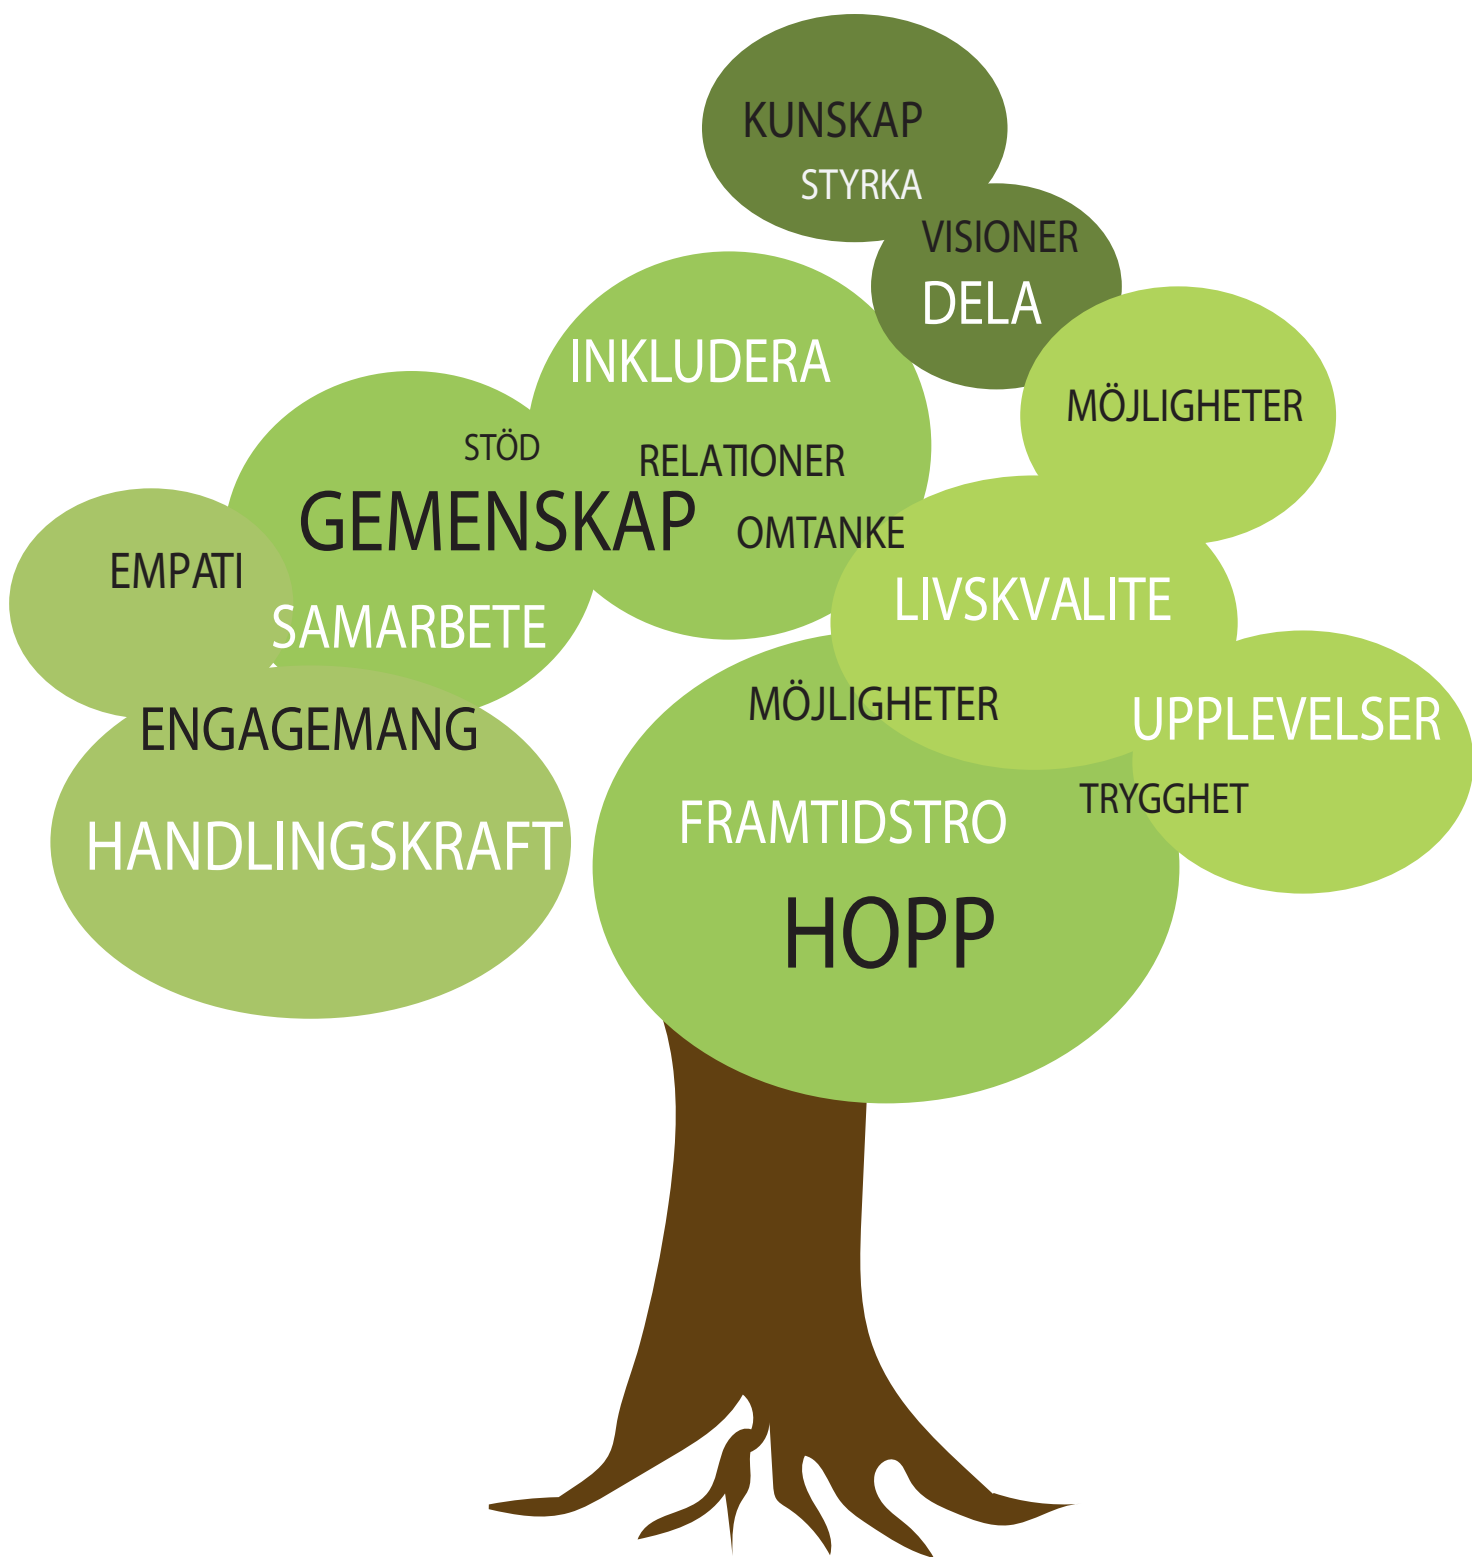 KUNSKAP
STYRKA
VISIONER
DELA
INKLUDERA
MÖJLIGHETER
STÖD
RELATIONER
GEMENSKAP
OMTANKE
EMPATI
LIVSKVALITE
SAMARBETE
MÖJLIGHETER
UPPLEVELSER
ENGAGEMANG
TRYGGHET
FRAMTIDSTRO
HANDLINGSKRAFT
HOPP